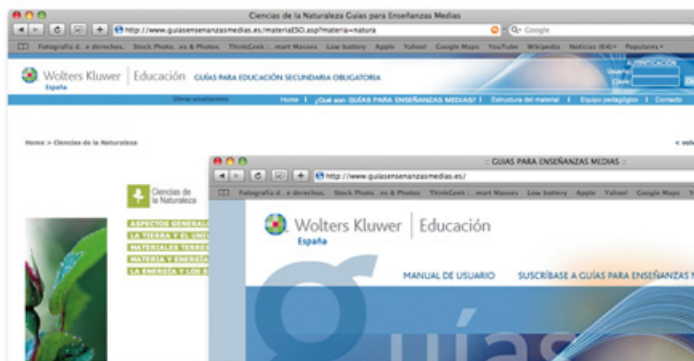 Ciencias de la Naturaleza Guías para Enseñanzas Medias
http://www.guiasensenanzasmedias.es/materiaESO.asp?materia=natura
Google
Fotografía d...e derechos. Stock Photo...es & Photos ThinkGeek :...mart Masses Low battery Apple Yahoo! Google Maps YouTube Wikipedia Noticias (64) Populares
Wolters Kluwer Educación GUÍAS PARA EDUCACIÓN SECUNDARIA OBLIGATORIA
España
AUTENTICACIÓN
Últimas actualizaciones Home | ¿Qué son GUÍAS PARA ENSEÑANZAS MEDIAS? | Estructura del material | Equipo pedagógico | Contacto
Home > Ciencias de la Naturaleza
< volv
:: GUIAS PARA ENSEÑANZAS MEDIAS ::
http://www.guiasensenanzasmedias.es/
Fotografía d...e derechos. Stock Photo...es & Photos ThinkGeek :...mart Masses Low battery Apple Yahoo! Google Maps
Ciencias de
la Naturaleza
ASPECTOS GENERAL
LA TIERRA Y EL UNI
MATERIALES TERRES
MATERIA Y ENERGÍA
LA ENERGÍA Y LOS S
Wolters Kluwer Educación
España
MANUAL DE USUARIO SUSCRÍBASE A GUÍAS PARA ENSEÑANZAS M
guías